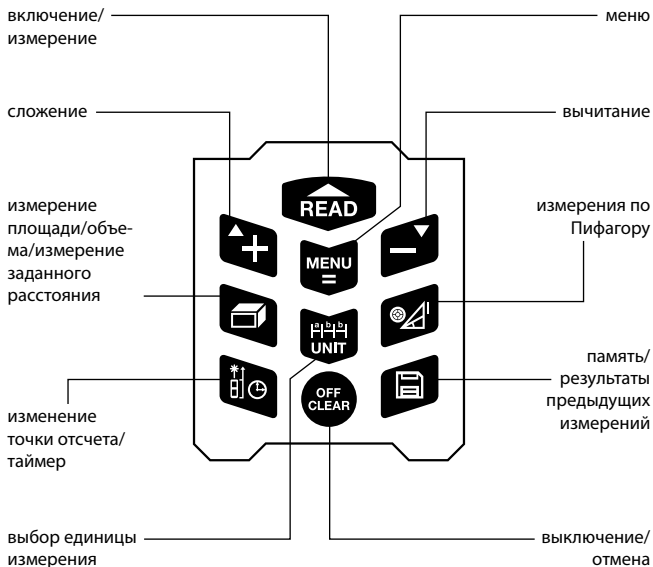 включение/
измерение
меню
сложение
вычитание
измерение
площади/объе-
ма/измерение
заданного
расстояния
измерения по
Пифагору
READ
+
MENU
=
−
a b b
UNIT
OFF
CLEAR
изменение
точки отсчета/
таймер
память/
результаты
предыдущих
измерений
выбор единицы
измерения
выключение/
отмена